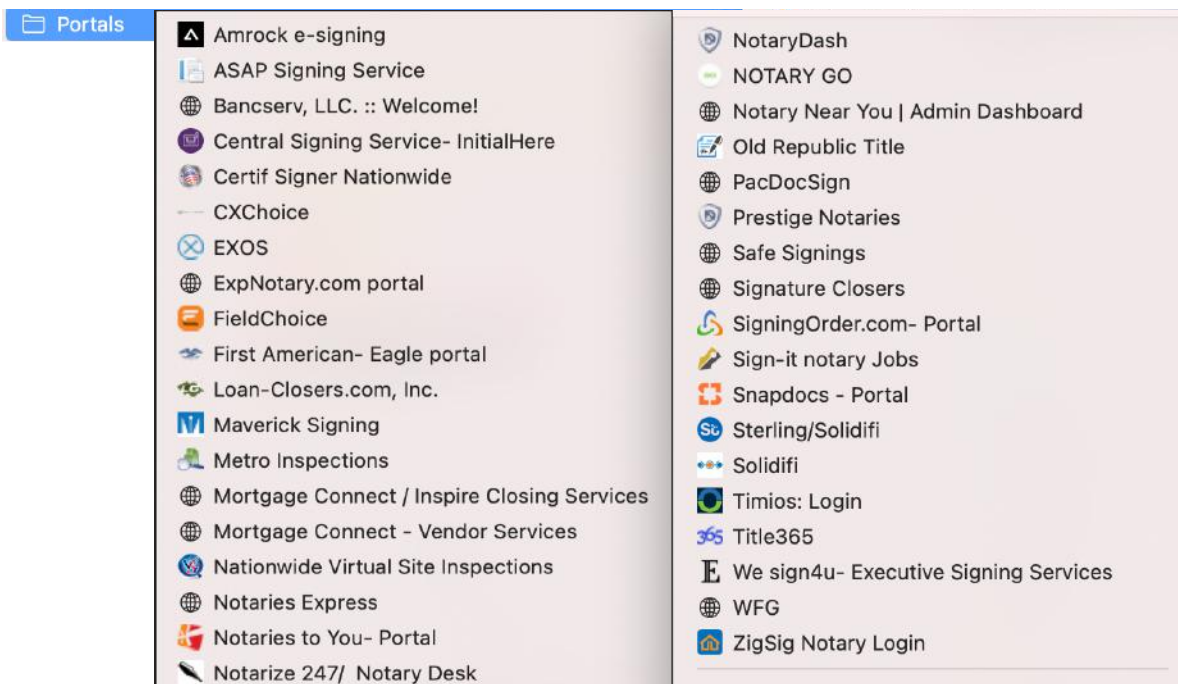 Portals
Amrock e-signing
ASAP Signing Service
Bancserv, LLC. :: Welcome!
Central Signing Service- InitialHere
Certif Signer Nationwide
CXChoice
EXOS
ExpNotary.com portal
FieldChoice
First American- Eagle portal
Loan-Closers.com, Inc.
Maverick Signing
Metro Inspections
Mortgage Connect / Inspire Closing Services
Mortgage Connect - Vendor Services
Nationwide Virtual Site Inspections
Notaries Express
Notaries to You- Portal
Notarize 247/ Notary Desk
NotaryDash
NOTARY GO
Notary Near You | Admin Dashboard
Old Republic Title
PacDocSign
Prestige Notaries
Safe Signings
Signature Closers
SigningOrder.com- Portal
Sign-it notary Jobs
Snapdocs - Portal
Sterling/Solidifi
Solidifi
Timios: Login
365 Title365
We sign4u- Executive Signing Services
WFG
ZigSig Notary Login